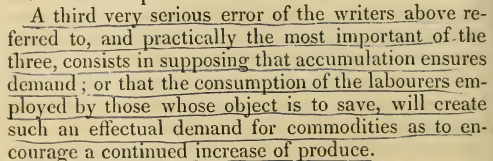 A third very serious error of the writers above re-
ferred to, and practically the most important of the
three, consists in supposing that accumulation ensures
demand; or that the consumption of the labourers em-
ployed by those whose object is to save, will create
such an effectual demand for commodities as to en-
courage a continued increase of produce.